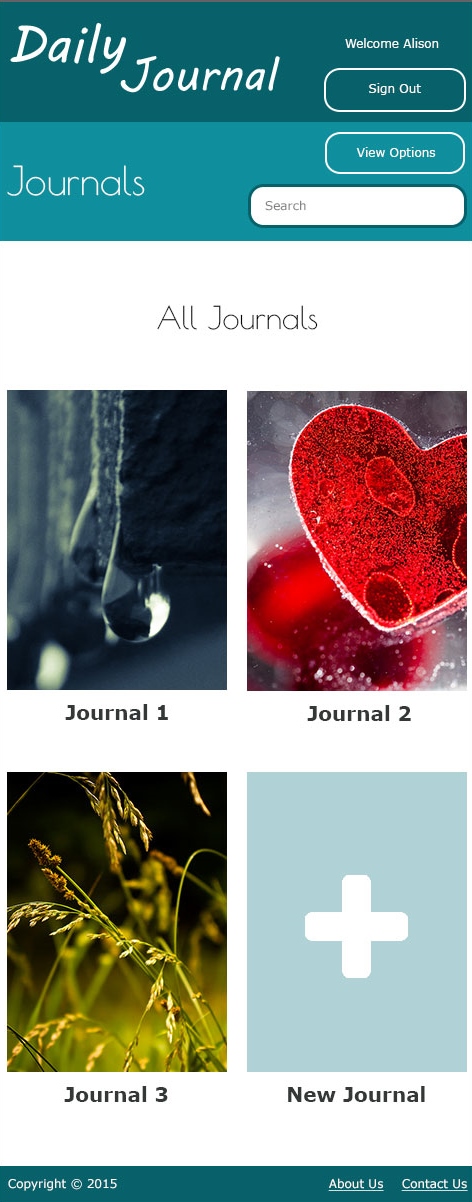 Daily
Journal
Welcome Alison
Sign Out
View Options
Journals
Search
All Journals
Journal 1
Journal 2
Journal 3
New Journal
Copyright © 2015
About Us
Contact Us